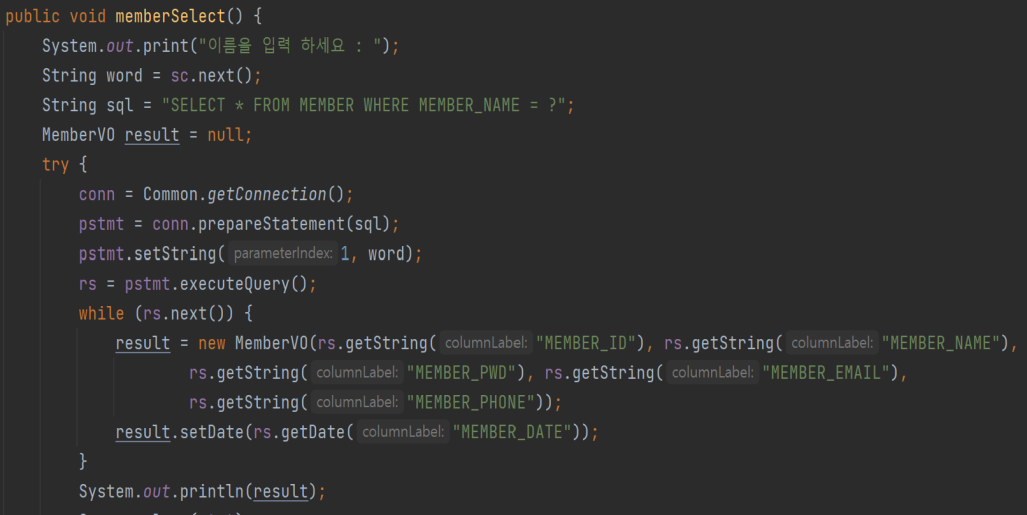 public void memberSelect() {
System.out.print("이름을 입력 하세요 : ");
String word = sc.next();
String sql = "SELECT * FROM MEMBER WHERE MEMBER_NAME = ?";
MemberVO result = null;
try {
conn = Common.getConnection();
pstmt = conn.prepareStatement(sql);
pstmt.setString( parameterIndex: 1, word);
rs = pstmt.executeQuery();
while (rs.next()) {
result = new MemberVO(rs.getString( columnLabel: "MEMBER_ID"), rs.getString( columnLabel: "MEMBER_NAME"),
rs.getString( columnLabel: "MEMBER_PWD"), rs.getString( columnLabel: "MEMBER_EMAIL"),
rs.getString( columnLabel: "MEMBER_PHONE"));
result.setDate(rs.getDate( columnLabel: "MEMBER_DATE"));
}
System.out.println(result);